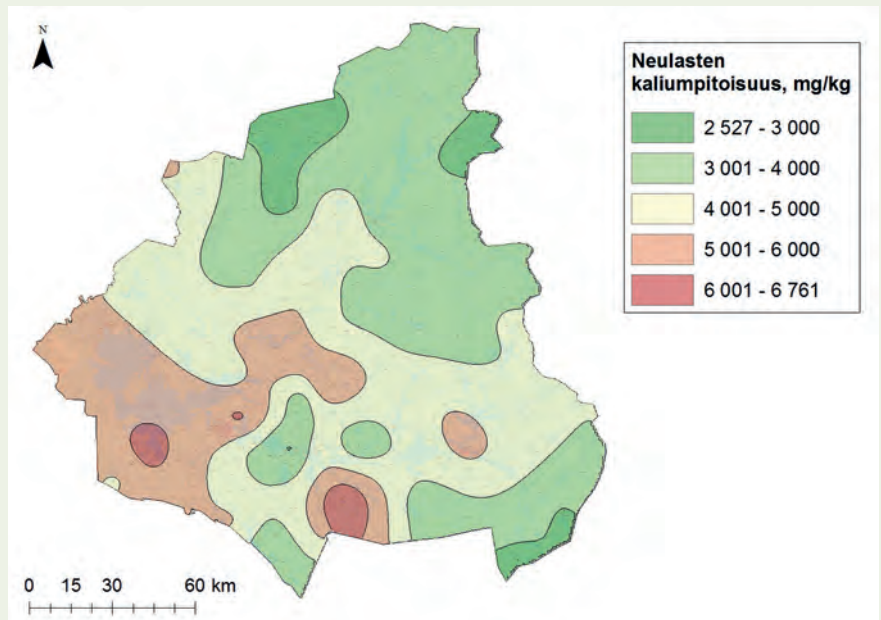 N
Neulasten
kaliumpitoisuus, mg/kg
2 527 - 3 000
3 001 - 4 000
4 001 - 5 000
5 001 - 6 000
6 001 - 6 761
0 15 30 60 km